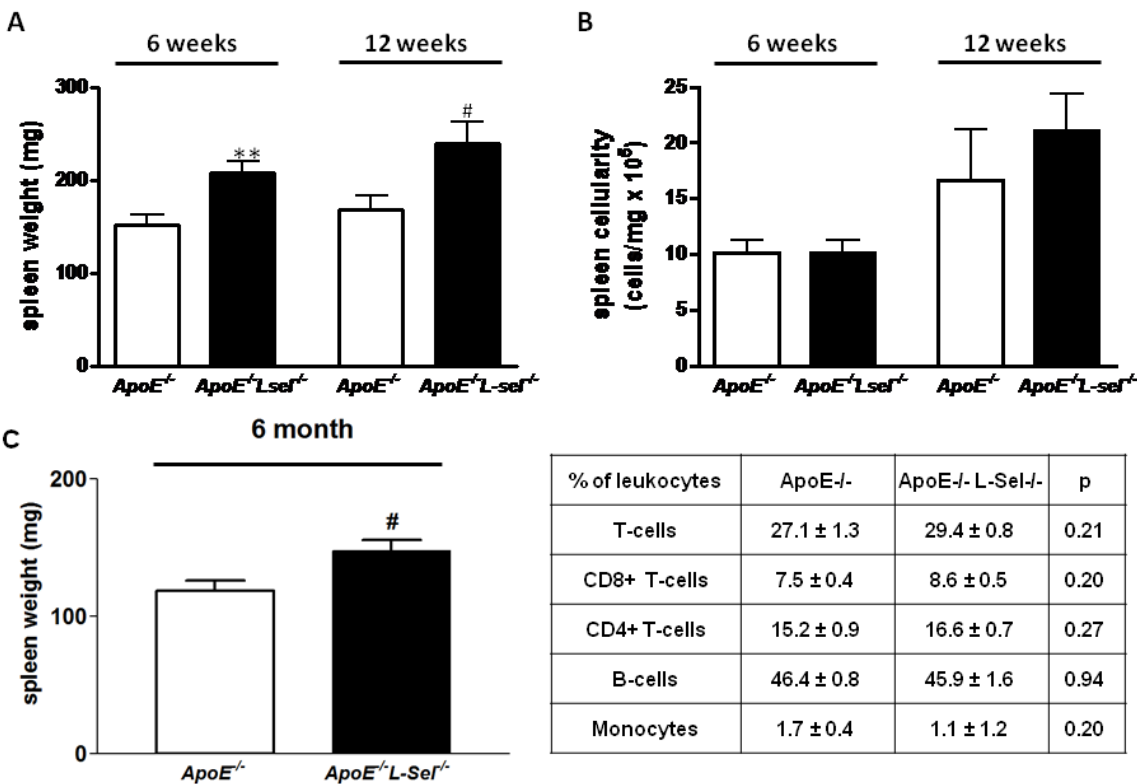 A
6 weeks
12 weeks
spleen weight (mg)
300
200
100
0
**
#
ApoE-/-
ApoE-/-Lsel-/-
ApoE-/-
ApoE-/-L-sel-/-
B
6 weeks
12 weeks
spleen cellularity
(cells/mg x 10⁵)
25
20
15
10
5
0
ApoE-/-
ApoE-/-Lsel-/-
ApoE-/-
ApoE-/-L-sel-/-
C
6 month
spleen weight (mg)
200
100
0
#
ApoE-/-
ApoE-/-L-Sel-/-
% of leukocytes ApoE-/- ApoE-/- L-Sel-/- p
T-cells 27.1 ± 1.3 29.4 ± 0.8 0.21
CD8+ T-cells 7.5 ± 0.4 8.6 ± 0.5 0.20
CD4+ T-cells 15.2 ± 0.9 16.6 ± 0.7 0.27
B-cells 46.4 ± 0.8 45.9 ± 1.6 0.94
Monocytes 1.7 ± 0.4 1.1 ± 1.2 0.20